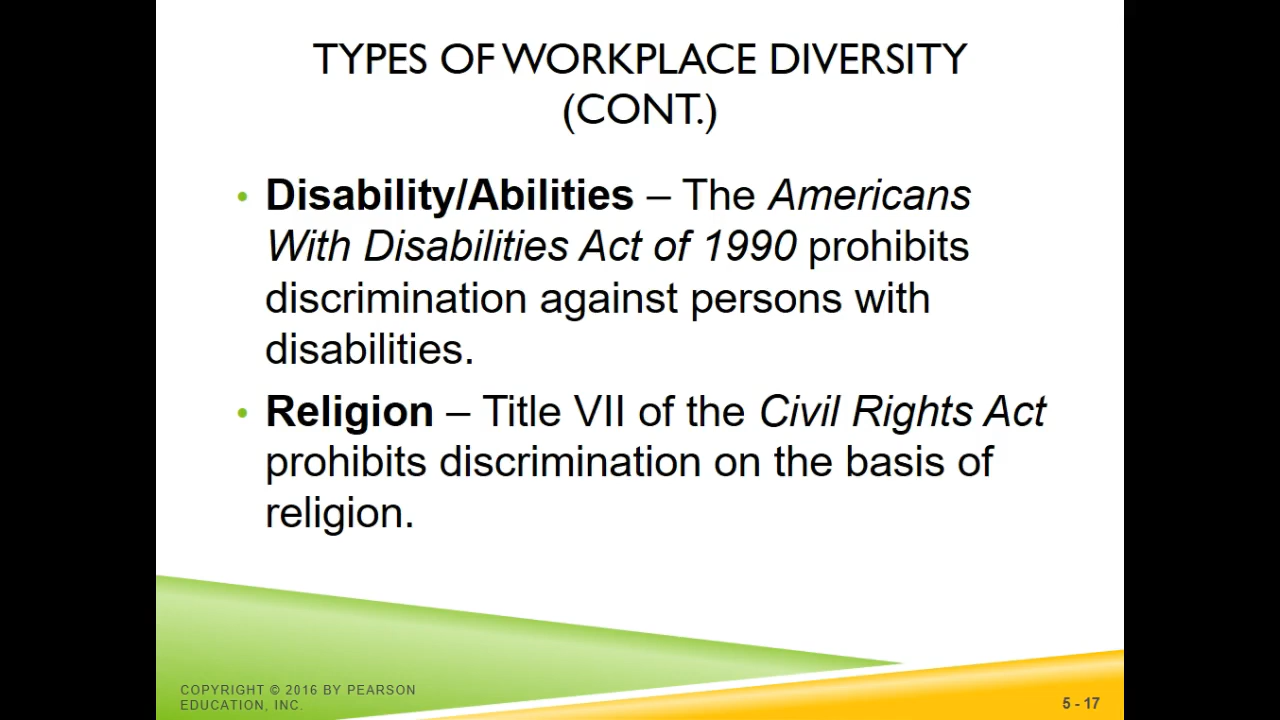 TYPES OF WORKPLACE DIVERSITY
(CONT.)
• Disability/Abilities – The Americans
With Disabilities Act of 1990 prohibits
discrimination against persons with
disabilities.
• Religion – Title VII of the Civil Rights Act
prohibits discrimination on the basis of
religion.
COPYRIGHT © 2016 BY PEARSON
EDUCATION, INC.
5 - 17